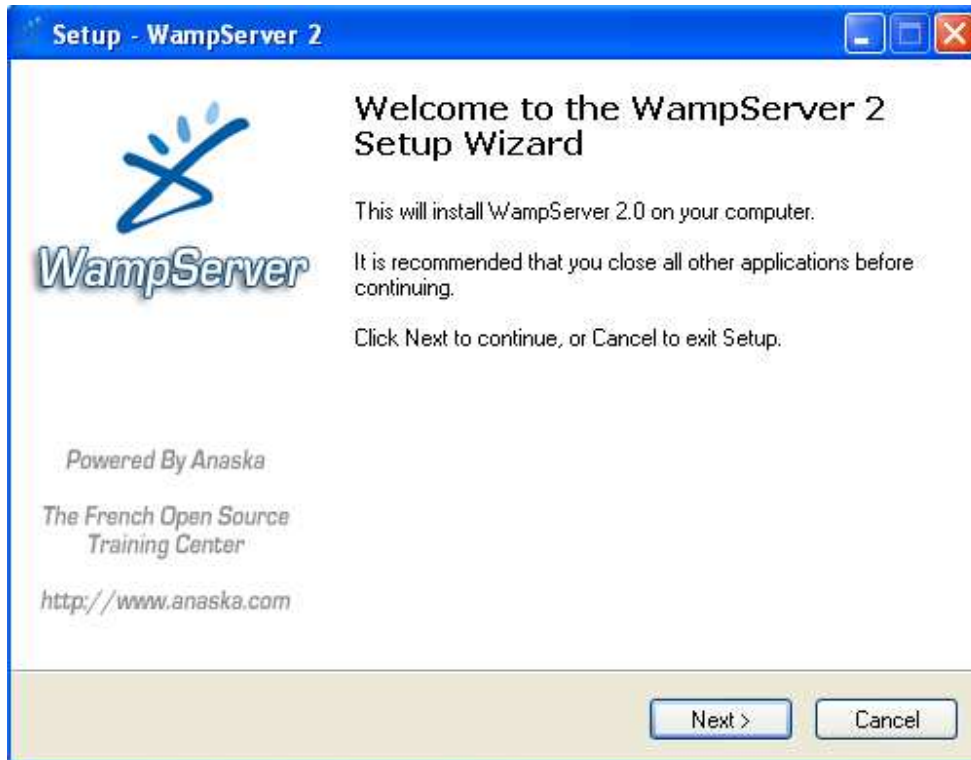 Setup - WampServer 2
WampServer
Welcome to the WampServer 2
Setup Wizard
This will install WampServer 2.0 on your computer.
It is recommended that you close all other applications before
continuing.
Click Next to continue, or Cancel to exit Setup.
Powered By Anaska
The French Open Source
Training Center
http://www.anaska.com
Next >
Cancel